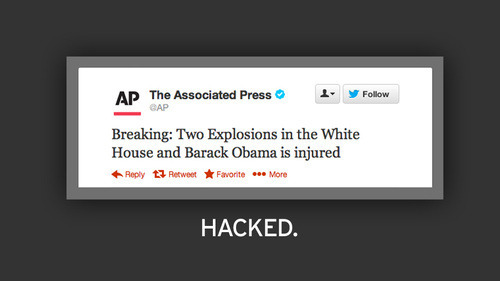 AP The Associated Press
@AP
Follow
Breaking: Two Explosions in the White
House and Barack Obama is injured
Reply Retweet Favorite More
HACKED.